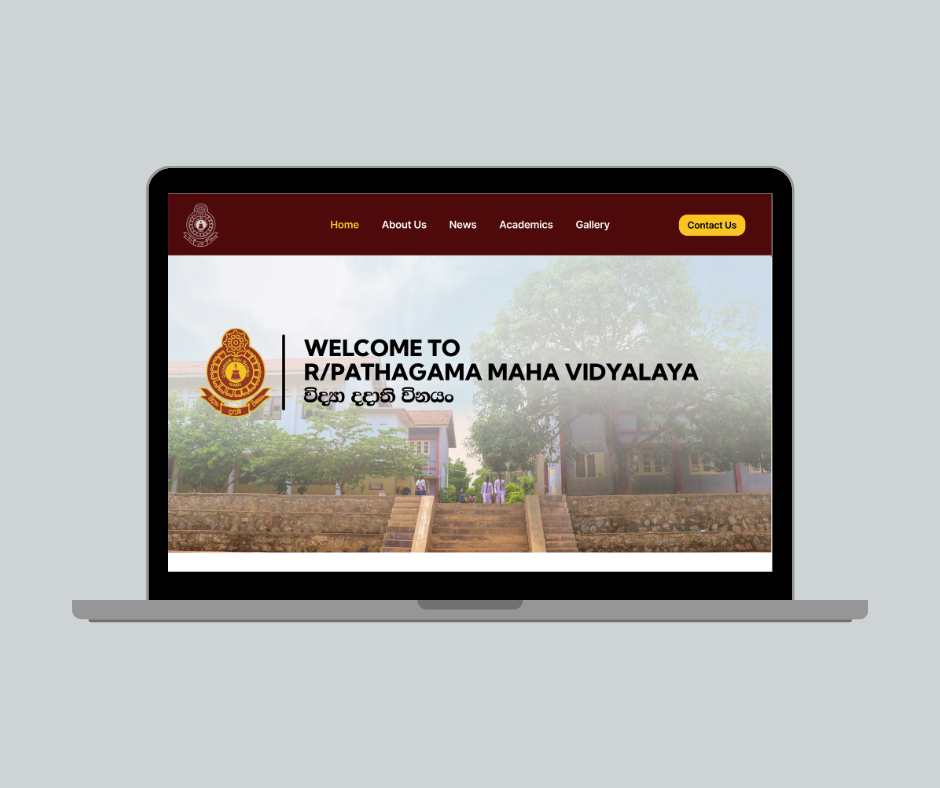 Home
About Us
News
Academics
Gallery
Contact Us
WELCOME TO
R/PATHAGAMA MAHA VIDYALAYA
විද්‍යා දදාති විනයං